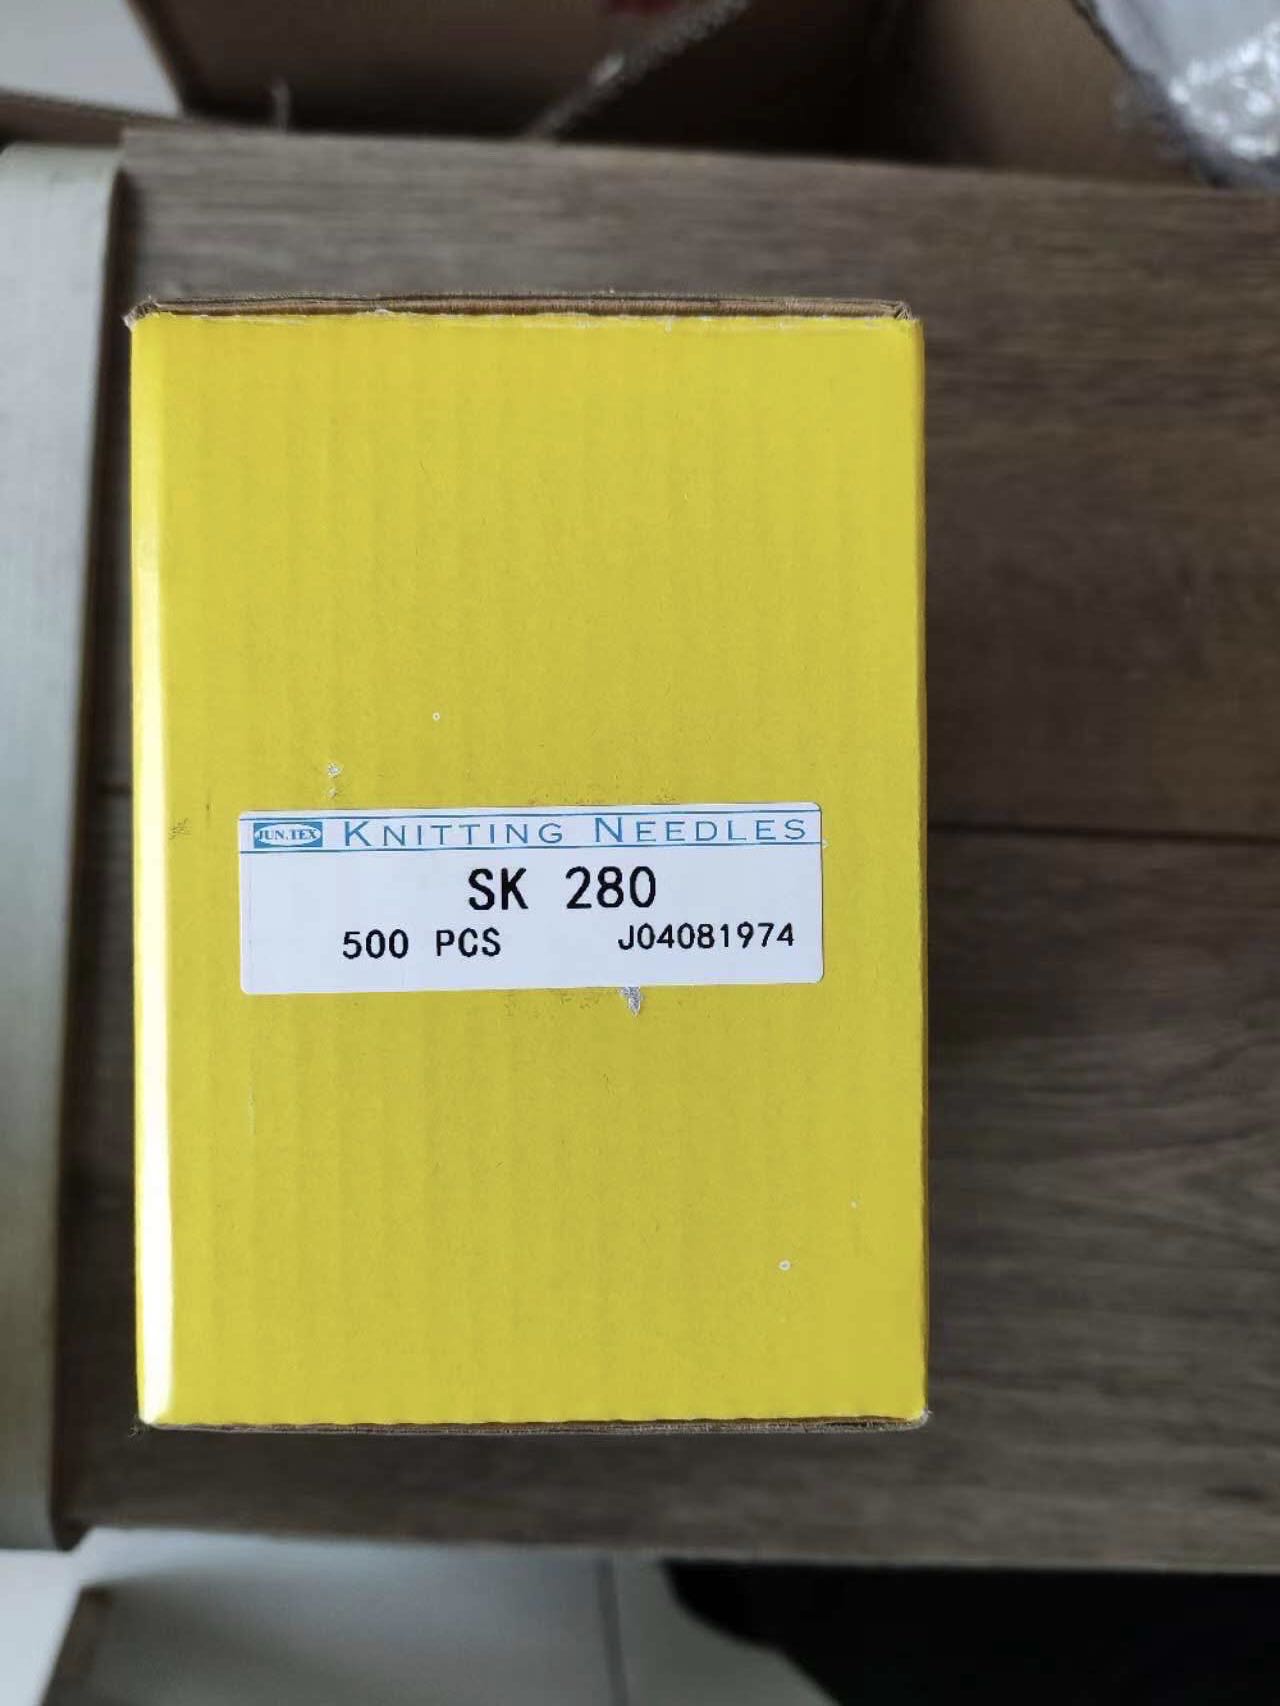 JUN.TEX KNITTING NEEDLES
SK 280
500 PCS J04081974